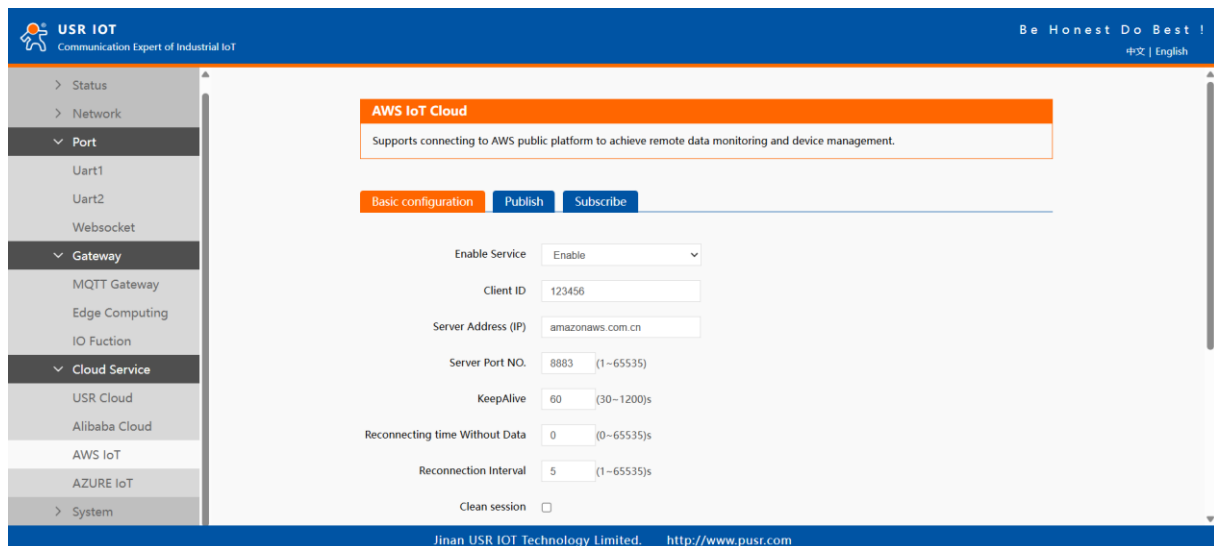 USR IOT
Communication Expert of Industrial IoT
Be Honest Do Best !
中文 | English
Status
Network
Port
Uart1
Uart2
Websocket
Gateway
MQTT Gateway
Edge Computing
IO Fuction
Cloud Service
USR Cloud
Alibaba Cloud
AWS IoT
AZURE IoT
System
AWS IoT Cloud
Supports connecting to AWS public platform to achieve remote data monitoring and device management.
Basic configuration Publish Subscribe
Enable Service Enable
Client ID 123456
Server Address (IP) amazonaws.com.cn
Server Port NO. 8883 (1~65535)
KeepAlive 60 (30~1200)s
Reconnecting time Without Data 0 (0~65535)s
Reconnection Interval 5 (1~65535)s
Clean session
Jinan USR IOT Technology Limited. http://www.pusr.com